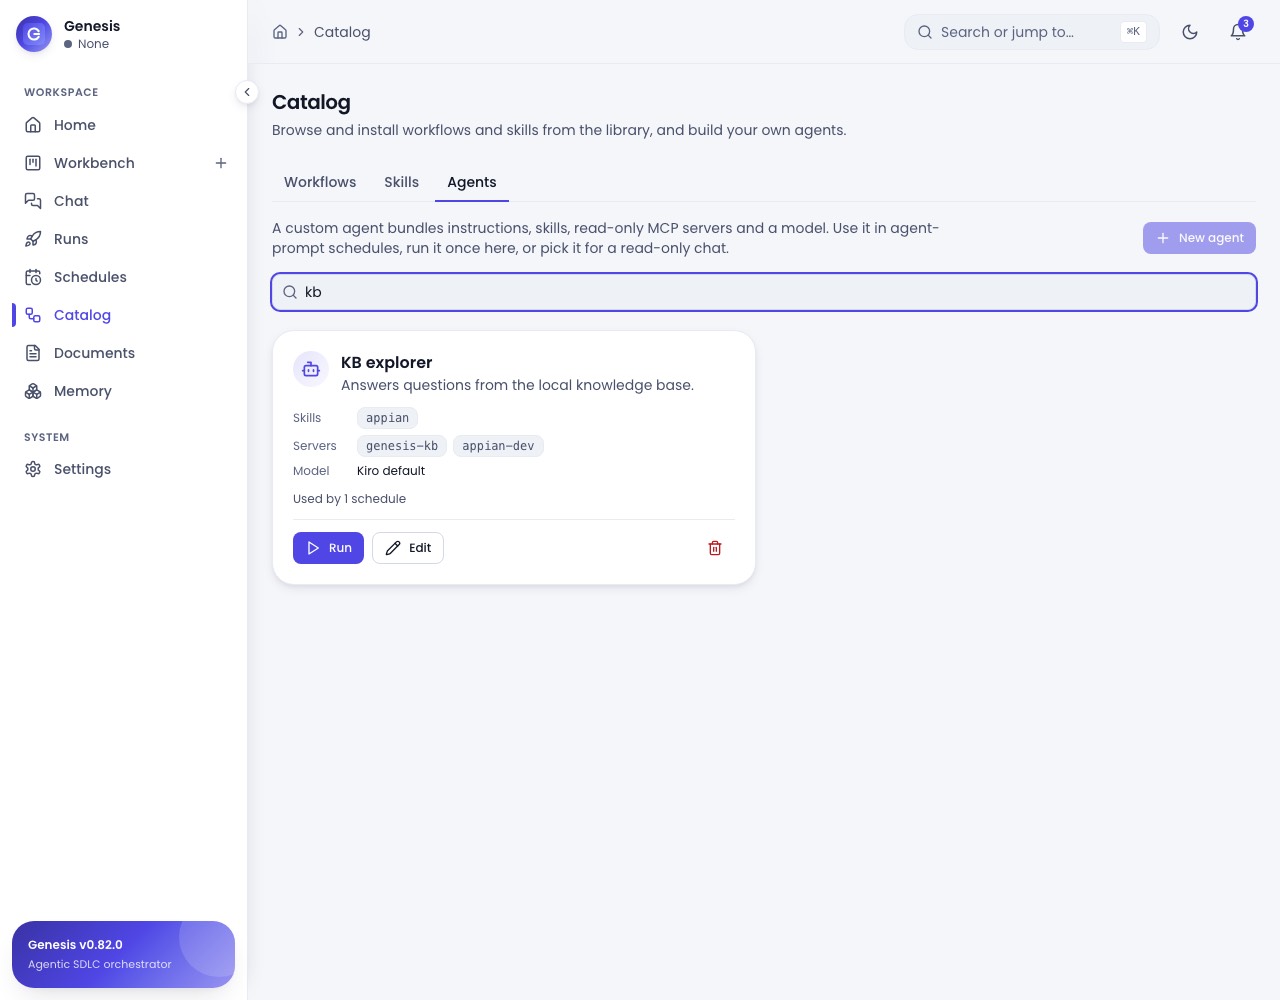 Genesis
None
WORKSPACE
Home
Workbench
Chat
Runs
Schedules
Catalog
Documents
Memory
SYSTEM
Settings
Genesis v0.82.0
Agentic SDLC orchestrator
Catalog
Search or jump to...
⌘K
3
Catalog
Browse and install workflows and skills from the library, and build your own agents.
Workflows Skills Agents
A custom agent bundles instructions, skills, read-only MCP servers and a model. Use it in agent-
prompt schedules, run it once here, or pick it for a read-only chat.
New agent
kb
KB explorer
Answers questions from the local knowledge base.
Skills appian
Servers genesis-kb appian-dev
Model Kiro default
Used by 1 schedule
Run Edit